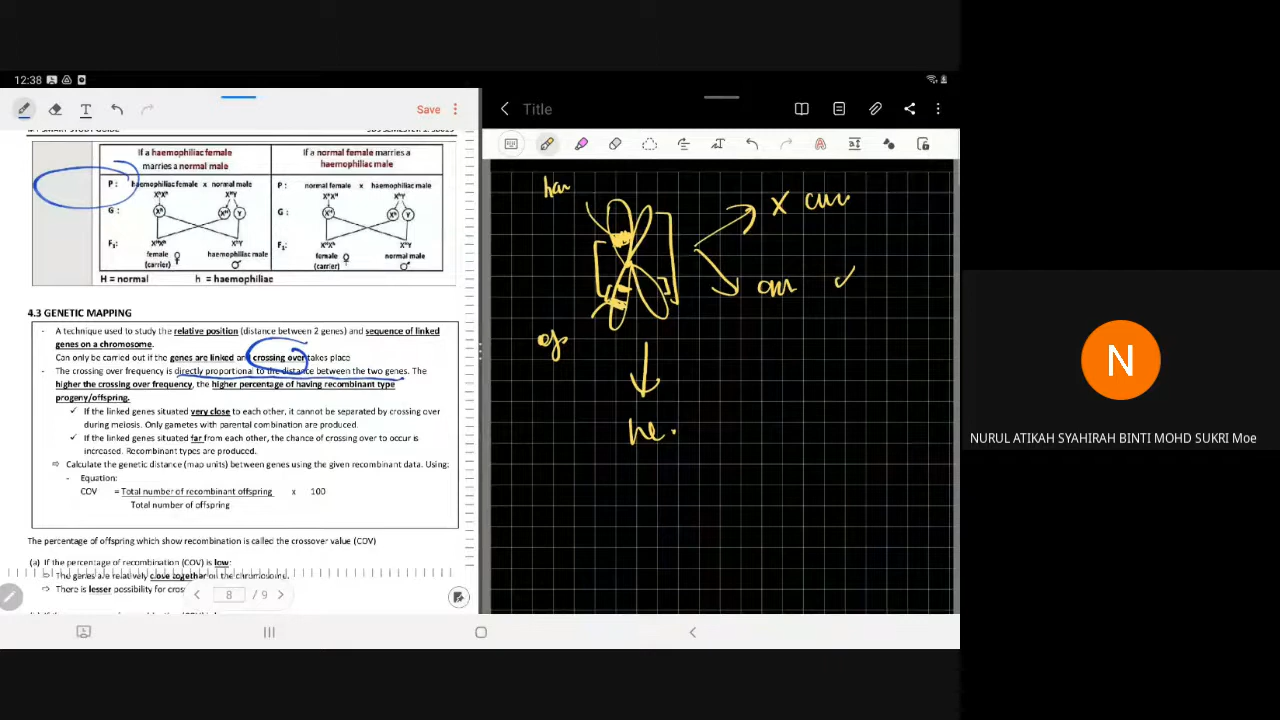 12:38
Save
Title
If a haemophiliac female
marries a normal male
If a normal female marries a
haemophiliac male
P : haemophiliac female x normal male
P : normal female x haemophiliac male
G :
G :
F₁:
female ♀ haemophiliac male
(carrier) ♂
female ♀ normal male
(carrier) ♂
H = normal h = haemophiliac
4.3 GENETIC MAPPING
- A technique used to study the relative position (distance between 2 genes) and sequence of linked
genes on a chromosome.
Can only be carried out if the genes are linked and crossing over takes place
- The crossing over frequency is directly proportional to the distance between the two genes. The
higher the crossing over frequency, the higher percentage of having recombinant type
progeny/offspring.
✓ If the linked genes situated very close to each other, it cannot be separated by crossing over
during meiosis. Only gametes with parental combination are produced.
✓ If the linked genes situated far from each other, the chance of crossing over to occur is
increased. Recombinant types are produced.
⇨ Calculate the genetic distance (map units) between genes using the given recombinant data. Using:
- Equation:
COV = Total number of recombinant offspring x 100
Total number of offspring
The percentage of offspring which show recombination is called the crossover value (COV)
(a) If the percentage of recombination (COV) is low:
⇨ The genes are relatively close together on the chromosome.
⇨ There is lesser possibility for cros
8 / 9
N
NURUL ATIKAH SYAHIRAH BINTI MOHD SUKRI Moe